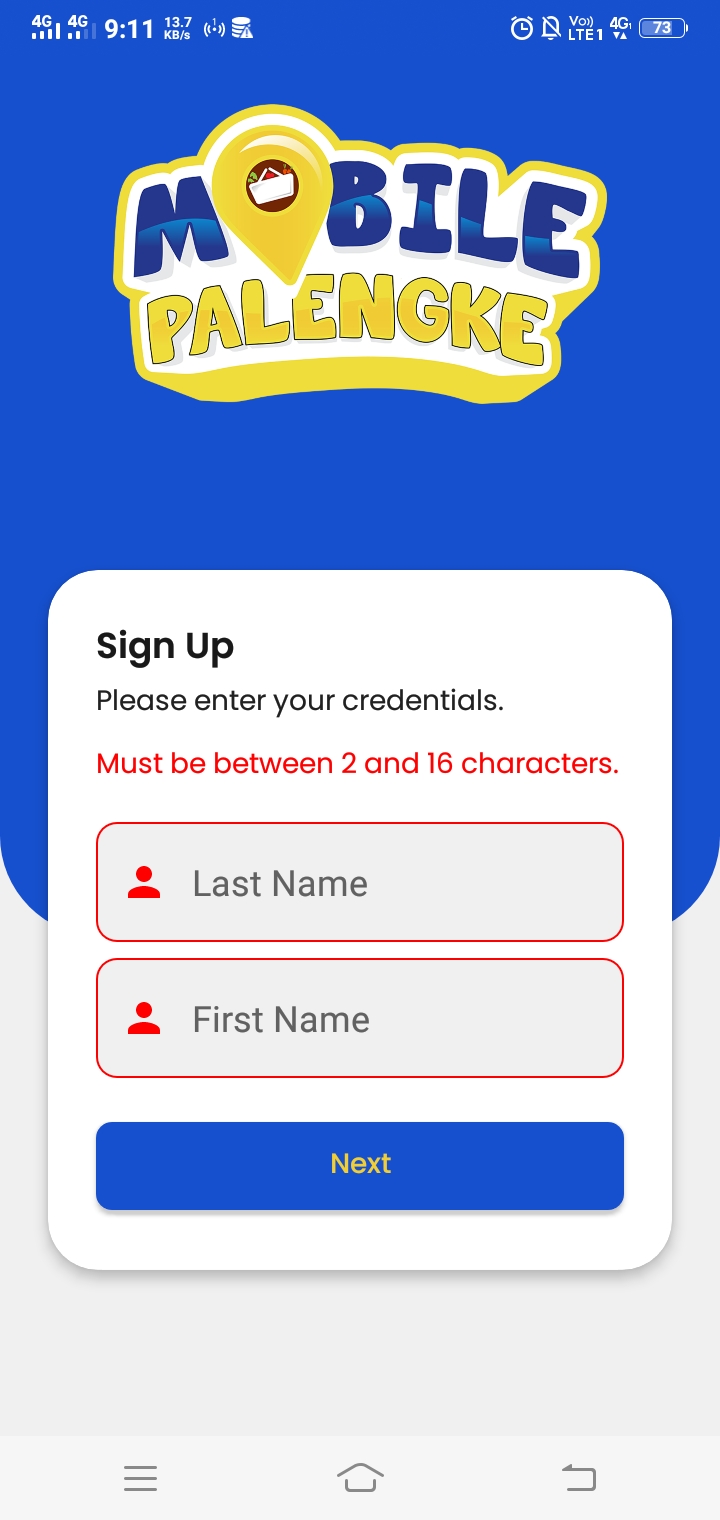 4G 4G 9:11 13.7 KB/s Vo)) LTE1 4G 73
MOBILE
PALENGKE
Sign Up
Please enter your credentials.
Must be between 2 and 16 characters.
Last Name
First Name
Next